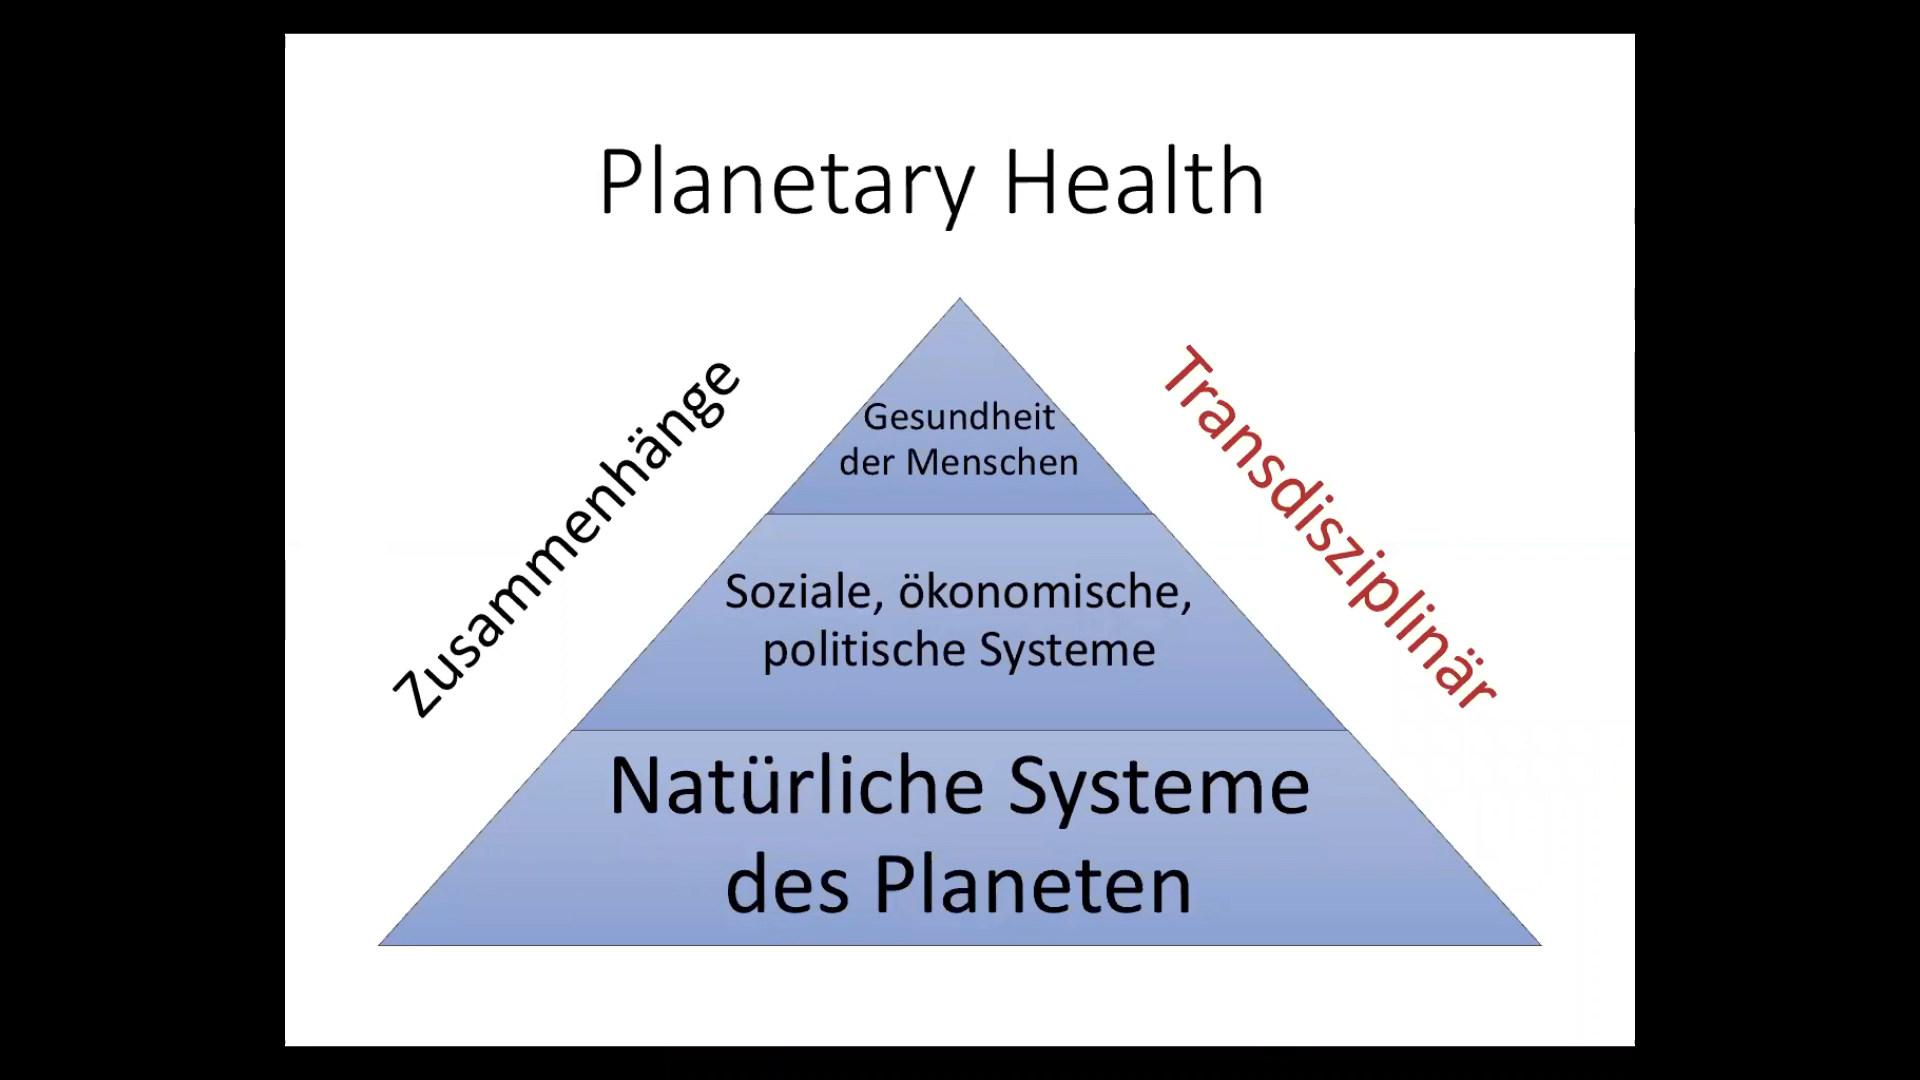 Planetary Health
Zusammenhänge
Transdisziplinär
Gesundheit
der Menschen
Soziale, ökonomische,
politische Systeme
Natürliche Systeme
des Planeten